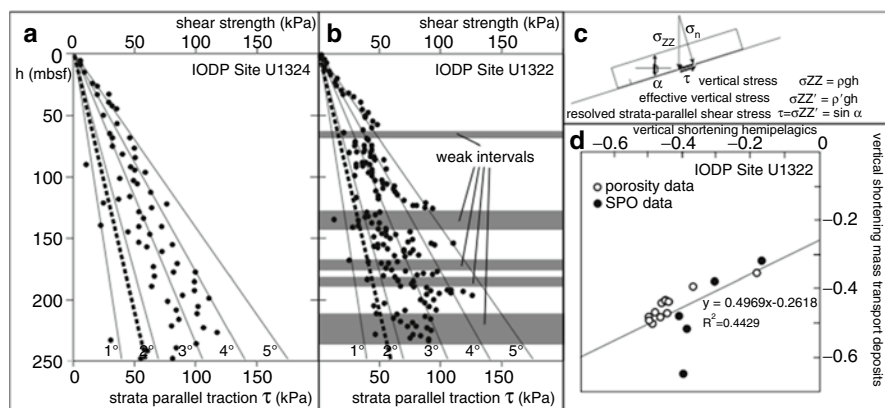 a
shear strength (kPa)
0 50 100 150
0
h (mbsf)
50
100
150
200
250
IODP Site U1324
1° 2° 3° 4° 5°
0 50 100 150
strata parallel traction τ (kPa)
b
shear strength (kPa)
0 50 100 150
IODP Site U1322
weak intervals
1° 2° 3° 4° 5°
0 50 100 150
strata parallel traction τ (kPa)
c
σZZ
σn
α
τ
vertical stress σZZ = ρgh
effective vertical stress σZZ' = ρ'gh
resolved strata-parallel shear stress τ=σZZ' = sin α
d
vertical shortening hemipelagics
−0.6 −0.4 −0.2 0
IODP Site U1322
porosity data
SPO data
y = 0.4969x-0.2618
R²=0.4429
−0.2
−0.4
−0.6
vertical shortening mass transport deposits